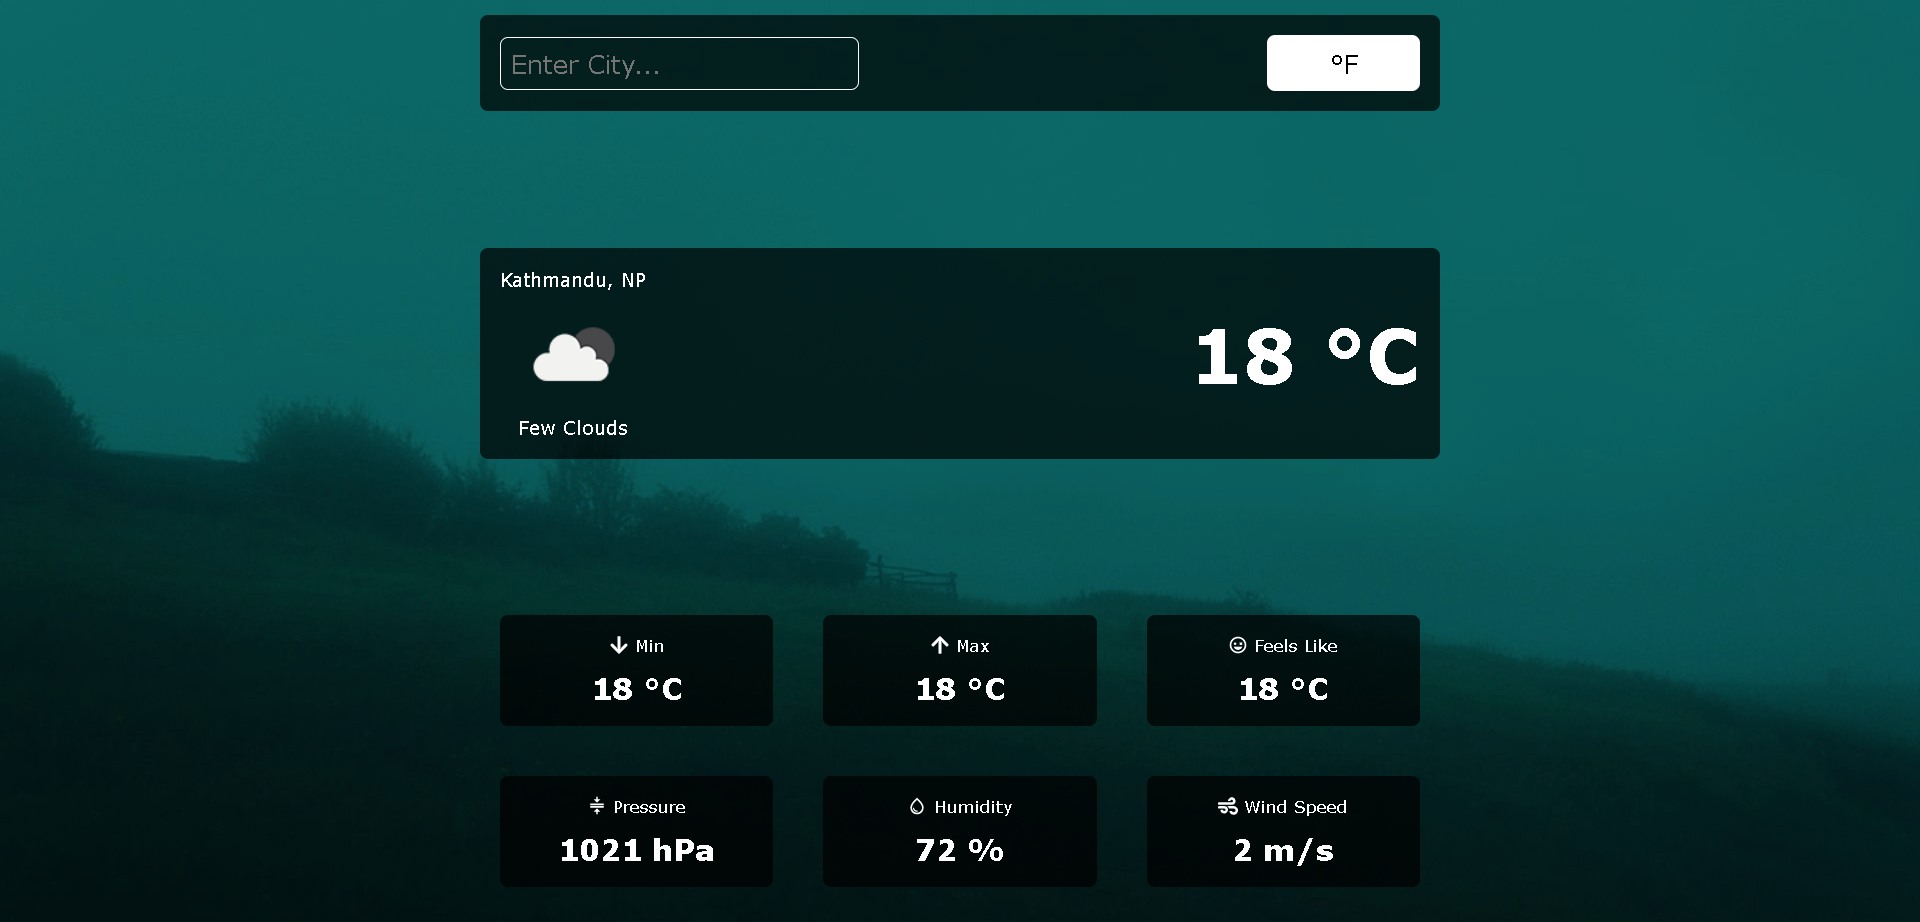 Enter City...
°F
Kathmandu, NP
18 °C
Few Clouds
Min
18 °C
Max
18 °C
Feels Like
18 °C
Pressure
1021 hPa
Humidity
72 %
Wind Speed
2 m/s